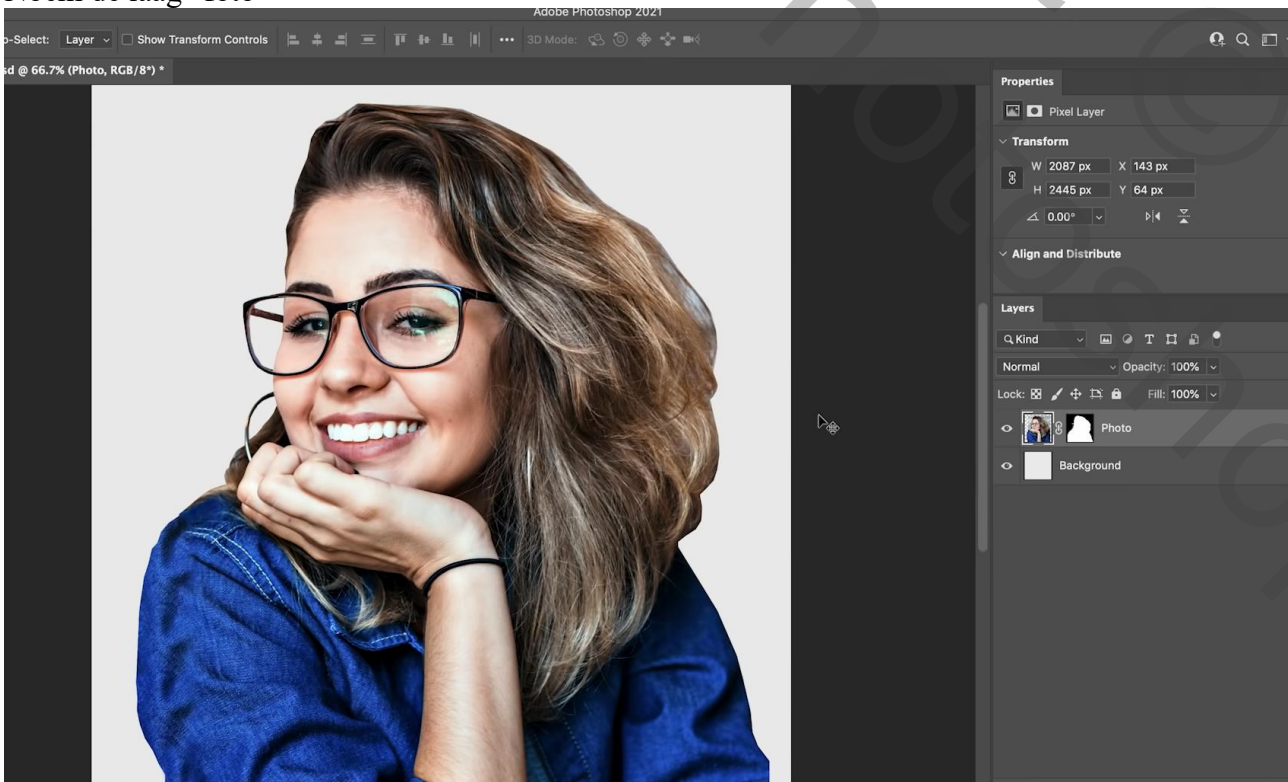 Adobe Photoshop 2021
o-Select: Layer Show Transform Controls ••• 3D Mode:
sd @ 66.7% (Photo, RGB/8*) *
Properties
Pixel Layer
Transform
W 2087 px X 143 px
H 2445 px Y 64 px
0.00°
Align and Distribute
Layers
Kind
Normal Opacity: 100%
Lock: Fill: 100%
Photo
Background